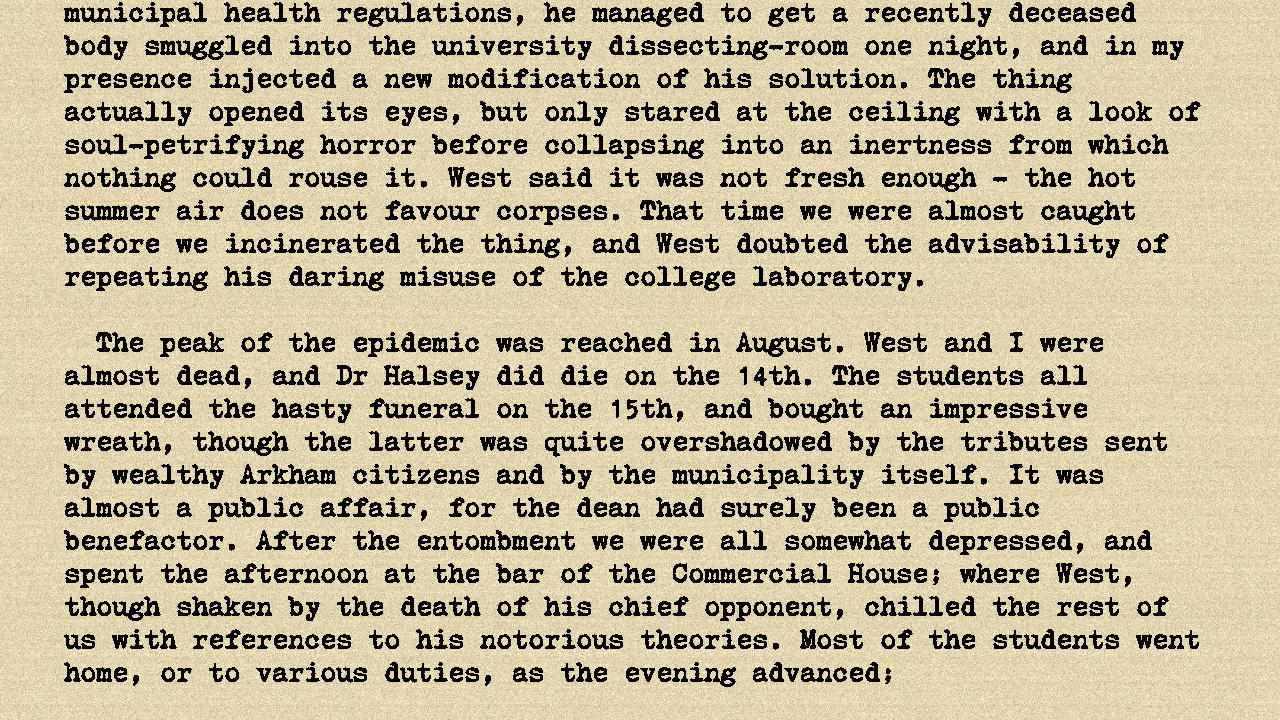 municipal health regulations, he managed to get a recently deceased
body smuggled into the university dissecting-room one night, and in my
presence injected a new modification of his solution. The thing
actually opened its eyes, but only stared at the ceiling with a look of
soul-petrifying horror before collapsing into an inertness from which
nothing could rouse it. West said it was not fresh enough - the hot
summer air does not favour corpses. That time we were almost caught
before we incinerated the thing, and West doubted the advisability of
repeating his daring misuse of the college laboratory.
The peak of the epidemic was reached in August. West and I were
almost dead, and Dr Halsey did die on the 14th. The students all
attended the hasty funeral on the 15th, and bought an impressive
wreath, though the latter was quite overshadowed by the tributes sent
by wealthy Arkham citizens and by the municipality itself. It was
almost a public affair, for the dean had surely been a public
benefactor. After the entombment we were all somewhat depressed, and
spent the afternoon at the bar of the Commercial House; where West,
though shaken by the death of his chief opponent, chilled the rest of
us with references to his notorious theories. Most of the students went
home, or to various duties, as the evening advanced;